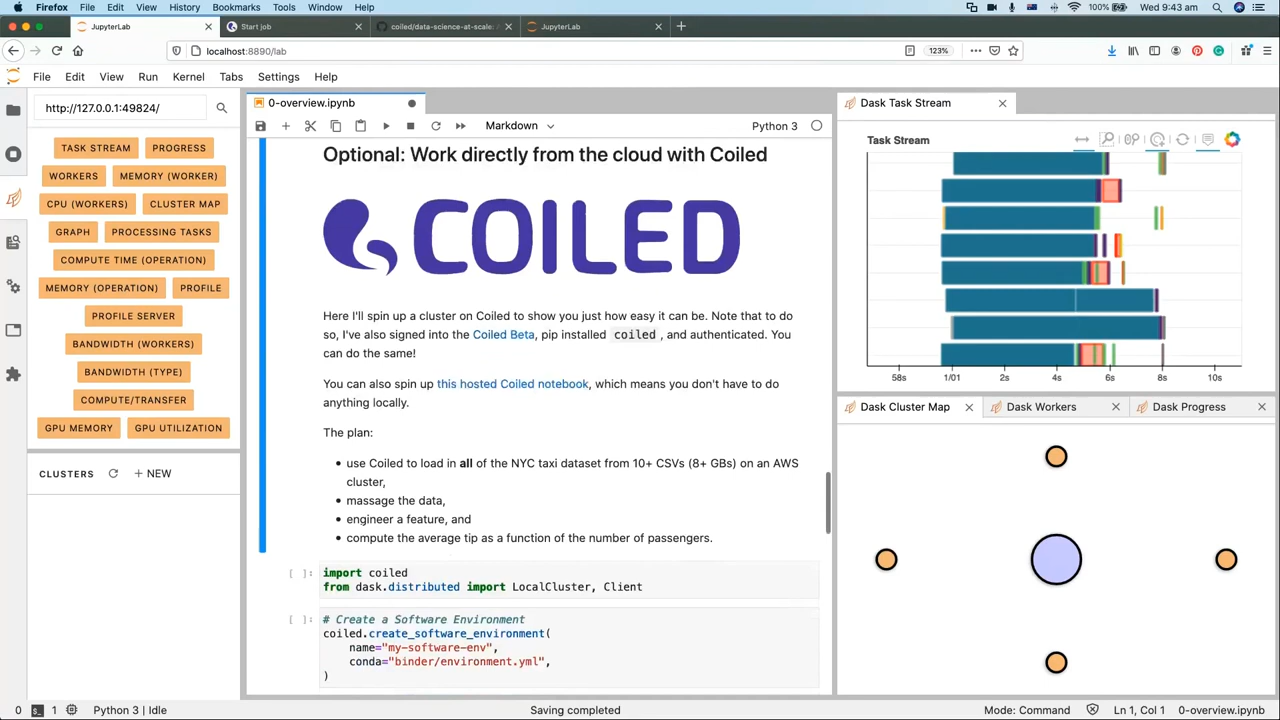 Firefox File Edit View History Bookmarks Tools Window Help
100% Wed 9:43 am
JupyterLab
Start job
coiled/data-science-at-scale: A
JupyterLab
localhost:8890/lab
123%
File Edit View Run Kernel Tabs Settings Help
http://127.0.0.1:49824/
TASK STREAM PROGRESS
WORKERS MEMORY (WORKER)
CPU (WORKERS) CLUSTER MAP
GRAPH PROCESSING TASKS
COMPUTE TIME (OPERATION)
MEMORY (OPERATION) PROFILE
PROFILE SERVER
BANDWIDTH (WORKERS)
BANDWIDTH (TYPE)
COMPUTE/TRANSFER
GPU MEMORY GPU UTILIZATION
CLUSTERS + NEW
0-overview.ipynb
Markdown
Python 3
Optional: Work directly from the cloud with Coiled
COILED
Here I'll spin up a cluster on Coiled to show you just how easy it can be. Note that to do
so, I've also signed into the Coiled Beta, pip installed coiled , and authenticated. You
can do the same!
You can also spin up this hosted Coiled notebook, which means you don't have to do
anything locally.
The plan:
• use Coiled to load in all of the NYC taxi dataset from 10+ CSVs (8+ GBs) on an AWS
cluster,
• massage the data,
• engineer a feature, and
• compute the average tip as a function of the number of passengers.
[ ]: import coiled
from dask.distributed import LocalCluster, Client
[ ]: # Create a Software Environment
coiled.create_software_environment(
name="my-software-env",
conda="binder/environment.yml",
)
Dask Task Stream
Task Stream
58s 1/01 2s 4s 6s 8s 10s
Dask Cluster Map
Dask Workers
Dask Progress
0 1 Python 3 | Idle
Saving completed
Mode: Command
Ln 1, Col 1 0-overview.ipynb